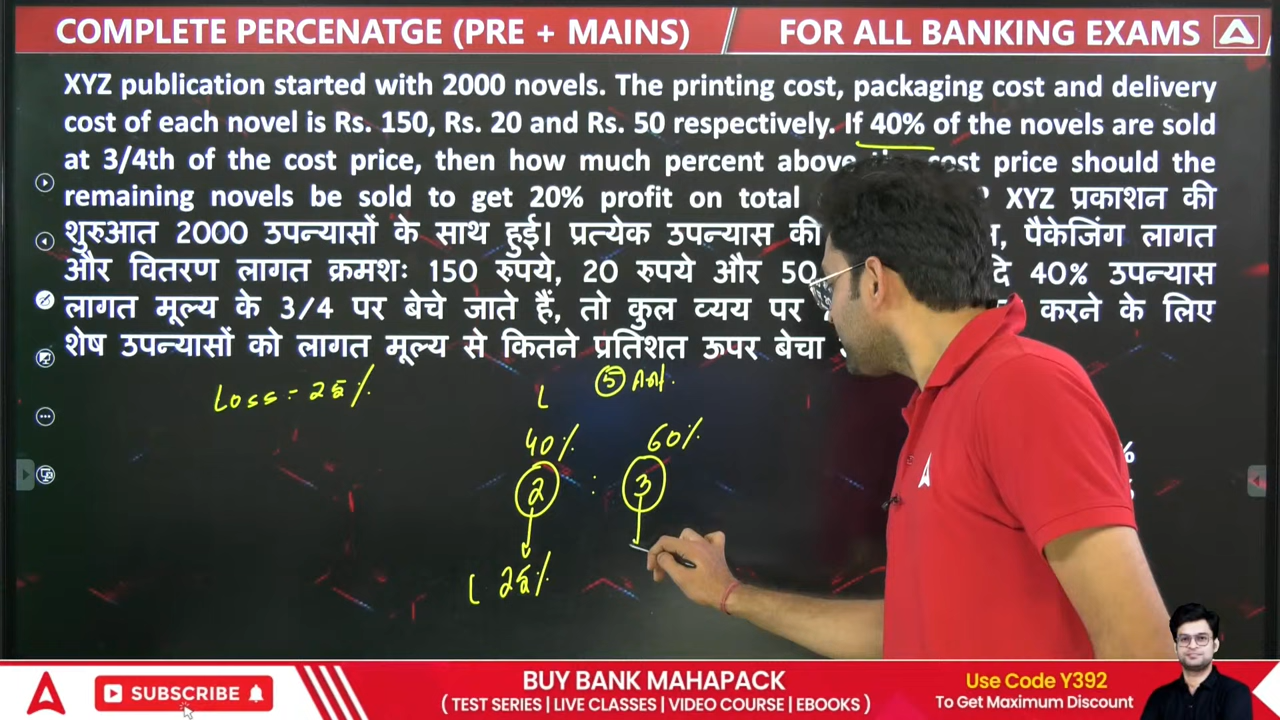 COMPLETE PERCENATGE (PRE + MAINS)
FOR ALL BANKING EXAMS
XYZ publication started with 2000 novels. The printing cost, packaging cost and delivery
cost of each novel is Rs. 150, Rs. 20 and Rs. 50 respectively. If 40% of the novels are sold
at 3/4th of the cost price, then how much percent above cost price should the
remaining novels be sold to get 20% profit on total ? XYZ प्रकाशन की
शुरुआत 2000 उपन्यासों के साथ हुई। प्रत्येक उपन्यास की पैकेजिंग लागत
और वितरण लागत क्रमशः 150 रुपये, 20 रुपये और 50 40% उपन्यास
लागत मूल्य के 3/4 पर बेचे जाते हैं, तो कुल व्यय पर करने के लिए
शेष उपन्यासों को लागत मूल्य से कितने प्रतिशत ऊपर बेचा
Loss = 25%
L
5 Ant.
40% 60%
2 : 3
L 25%
%
SUBSCRIBE
BUY BANK MAHAPACK
( TEST SERIES | LIVE CLASSES | VIDEO COURSE | EBOOKS )
Use Code Y392
To Get Maximum Discount